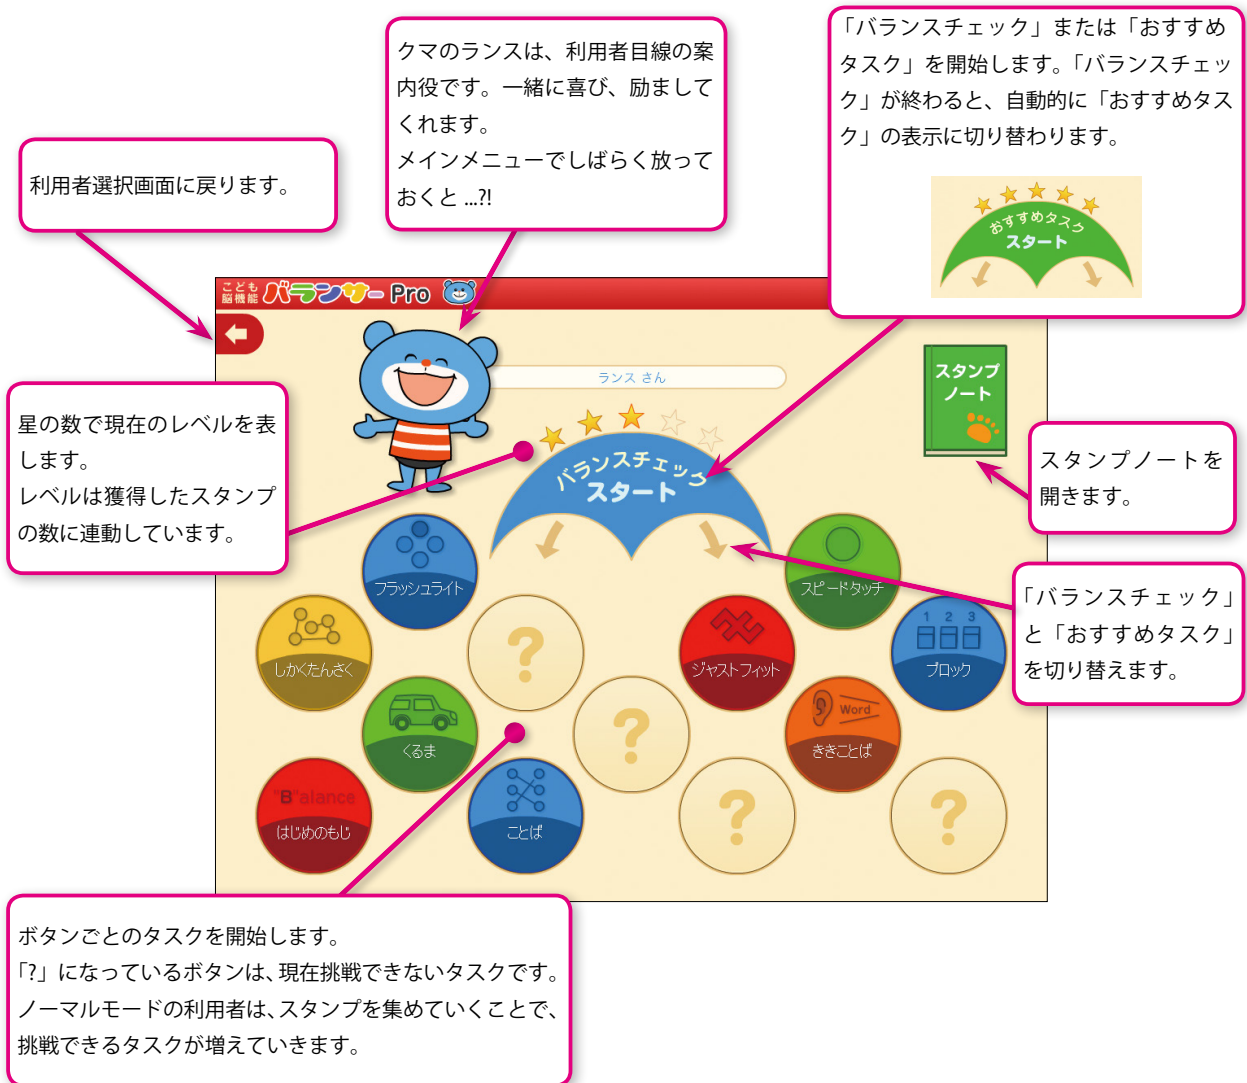 クマのランスは、利用者目線の案
内役です。一緒に喜び、励まして
くれます。
メインメニューでしばらく放って
おくと ...?!
「バランスチェック」または「おすすめ
タスク」を開始します。「バランスチェッ
ク」が終わると、自動的に「おすすめタス
ク」の表示に切り替わります。
おすすめタスク
スタート
利用者選択画面に戻ります。
こども
脳機能
バランサー Pro
ランス さん
スタンプ
ノート
星の数で現在のレベルを表
します。
レベルは獲得したスタンプ
の数に連動しています。
バランスチェック
スタート
スタンプノートを
開きます。
「バランスチェック」
と「おすすめタスク」
を切り替えます。
フラッシュライト
スピードタッチ
しかくたんさく
?
ジャストフィット
1 2 3
ブロック
くるま
?
Word
ききことば
"B"alance
はじめのもじ
ことば
?
?
ボタンごとのタスクを開始します。
「?」になっているボタンは、現在挑戦できないタスクです。
ノーマルモードの利用者は、スタンプを集めていくことで、
挑戦できるタスクが増えていきます。